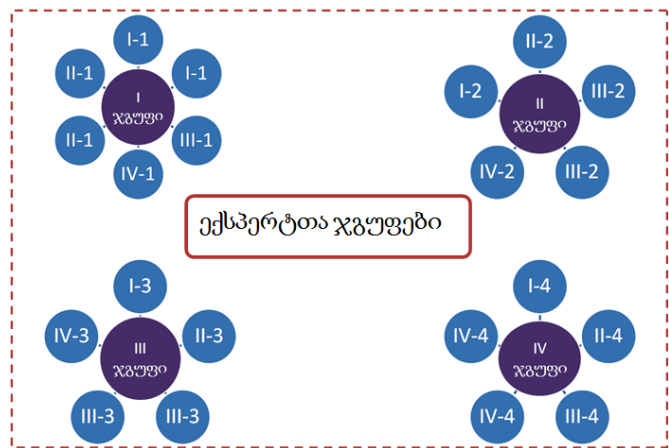 I-1
II-1
I-1
I
ჯგუფი
II-1
III-1
IV-1
II-2
I-2
III-2
II
ჯგუფი
IV-2
III-2
ექსპერტთა ჯგუფები
I-3
IV-3
II-3
III
ჯგუფი
III-3
III-3
I-4
IV-4
II-4
IV
ჯგუფი
IV-4
III-4